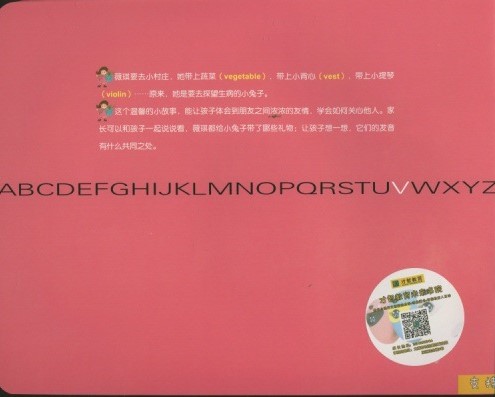 薇琪要去小村庄，她带上蔬菜（vegetable）、带上小背心（vest）、带上小提琴
（violin）……原来，她是要去探望生病的小兔子。
这个温馨的小故事，能让孩子体会到朋友之间浓浓的友情，学会如何关心他人。家
长可以和孩子一起说说看，薇琪都给小兔子带了哪些礼物；让孩子想一想，它们的发音
有什么共同之处。
ABCDEFGHIJKLMNOPQRSTUVWXYZ